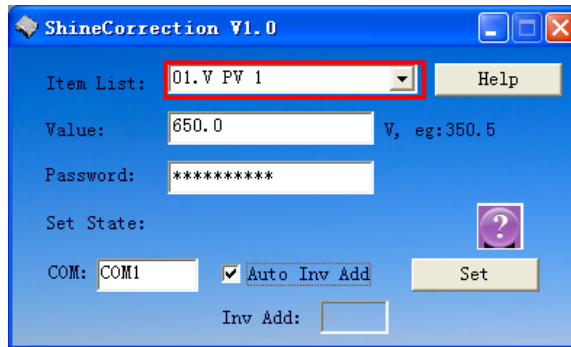 ShineCorrection V1.0
Item List: 01.V PV 1 Help
Value: 650.0 V, eg:350.5
Password: **********
Set State: ?
COM: COM1 Auto Inv Add Set
Inv Add: